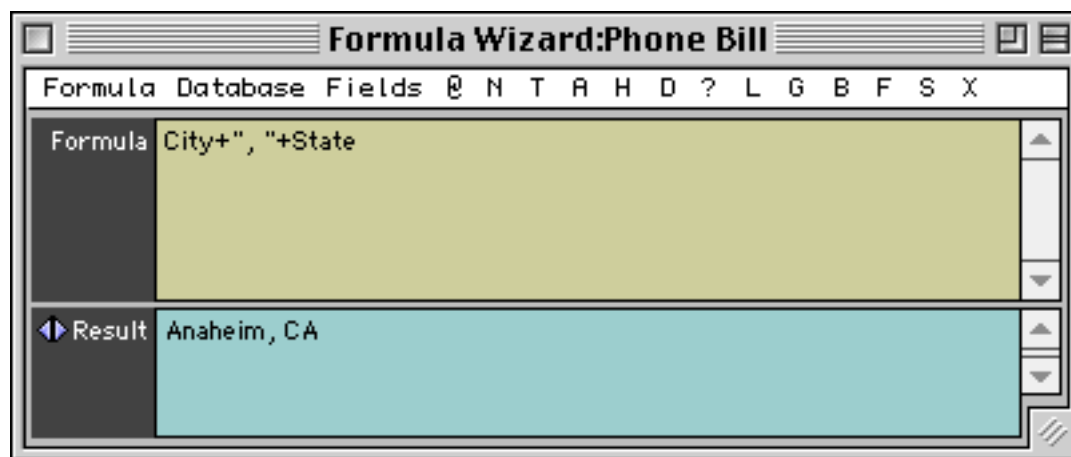 Formula Wizard:Phone Bill
Formula Database Fields @ N T A H D ? L G B F S X
Formula City+", "+State
Result Anaheim, CA